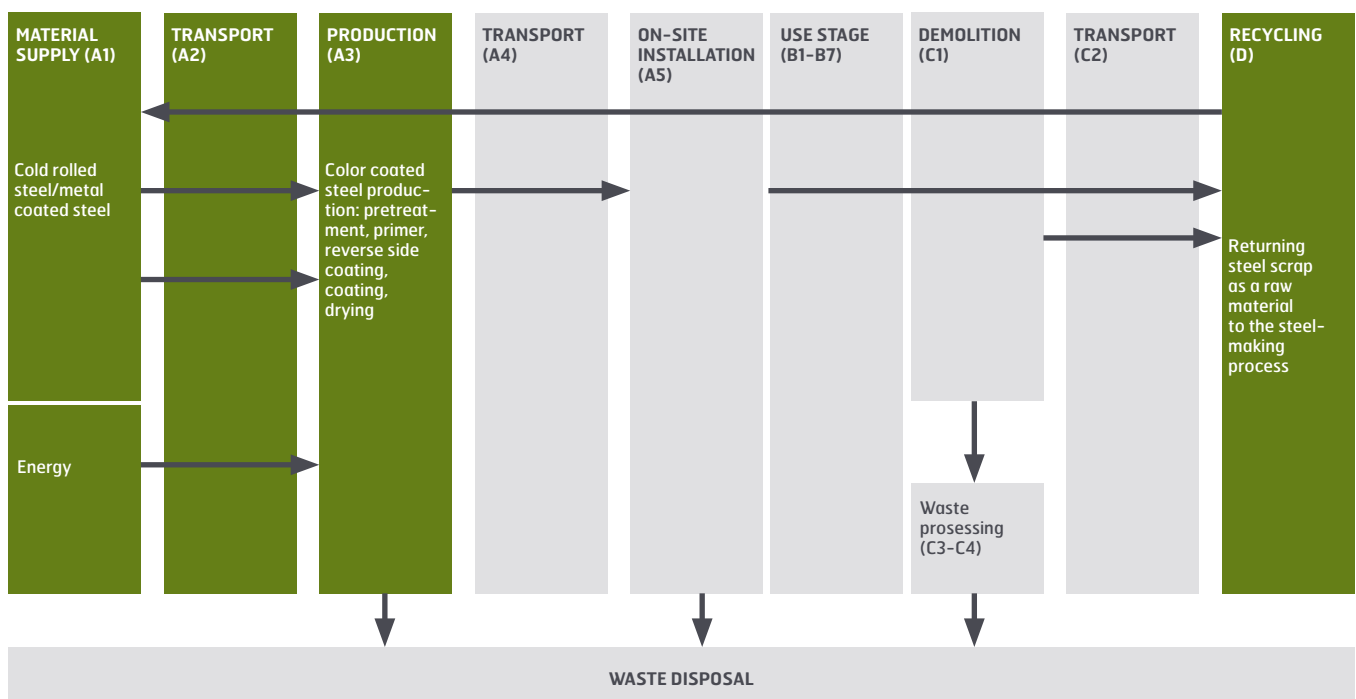 MATERIAL
SUPPLY (A1)
TRANSPORT
(A2)
PRODUCTION
(A3)
TRANSPORT
(A4)
ON-SITE
INSTALLATION
(A5)
USE STAGE
(B1-B7)
DEMOLITION
(C1)
TRANSPORT
(C2)
RECYCLING
(D)
Cold rolled
steel/metal
coated steel
Color coated
steel produc-
tion: pretreat-
ment, primer,
reverse side
coating,
coating,
drying
Returning
steel scrap
as a raw
material
to the steel-
making
process
Energy
Waste
prosessing
(C3-C4)
WASTE DISPOSAL